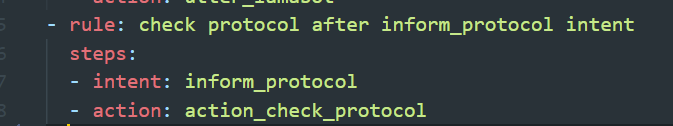 - rule: check protocol after inform_protocol intent
steps:
- intent: inform_protocol
- action: action_check_protocol